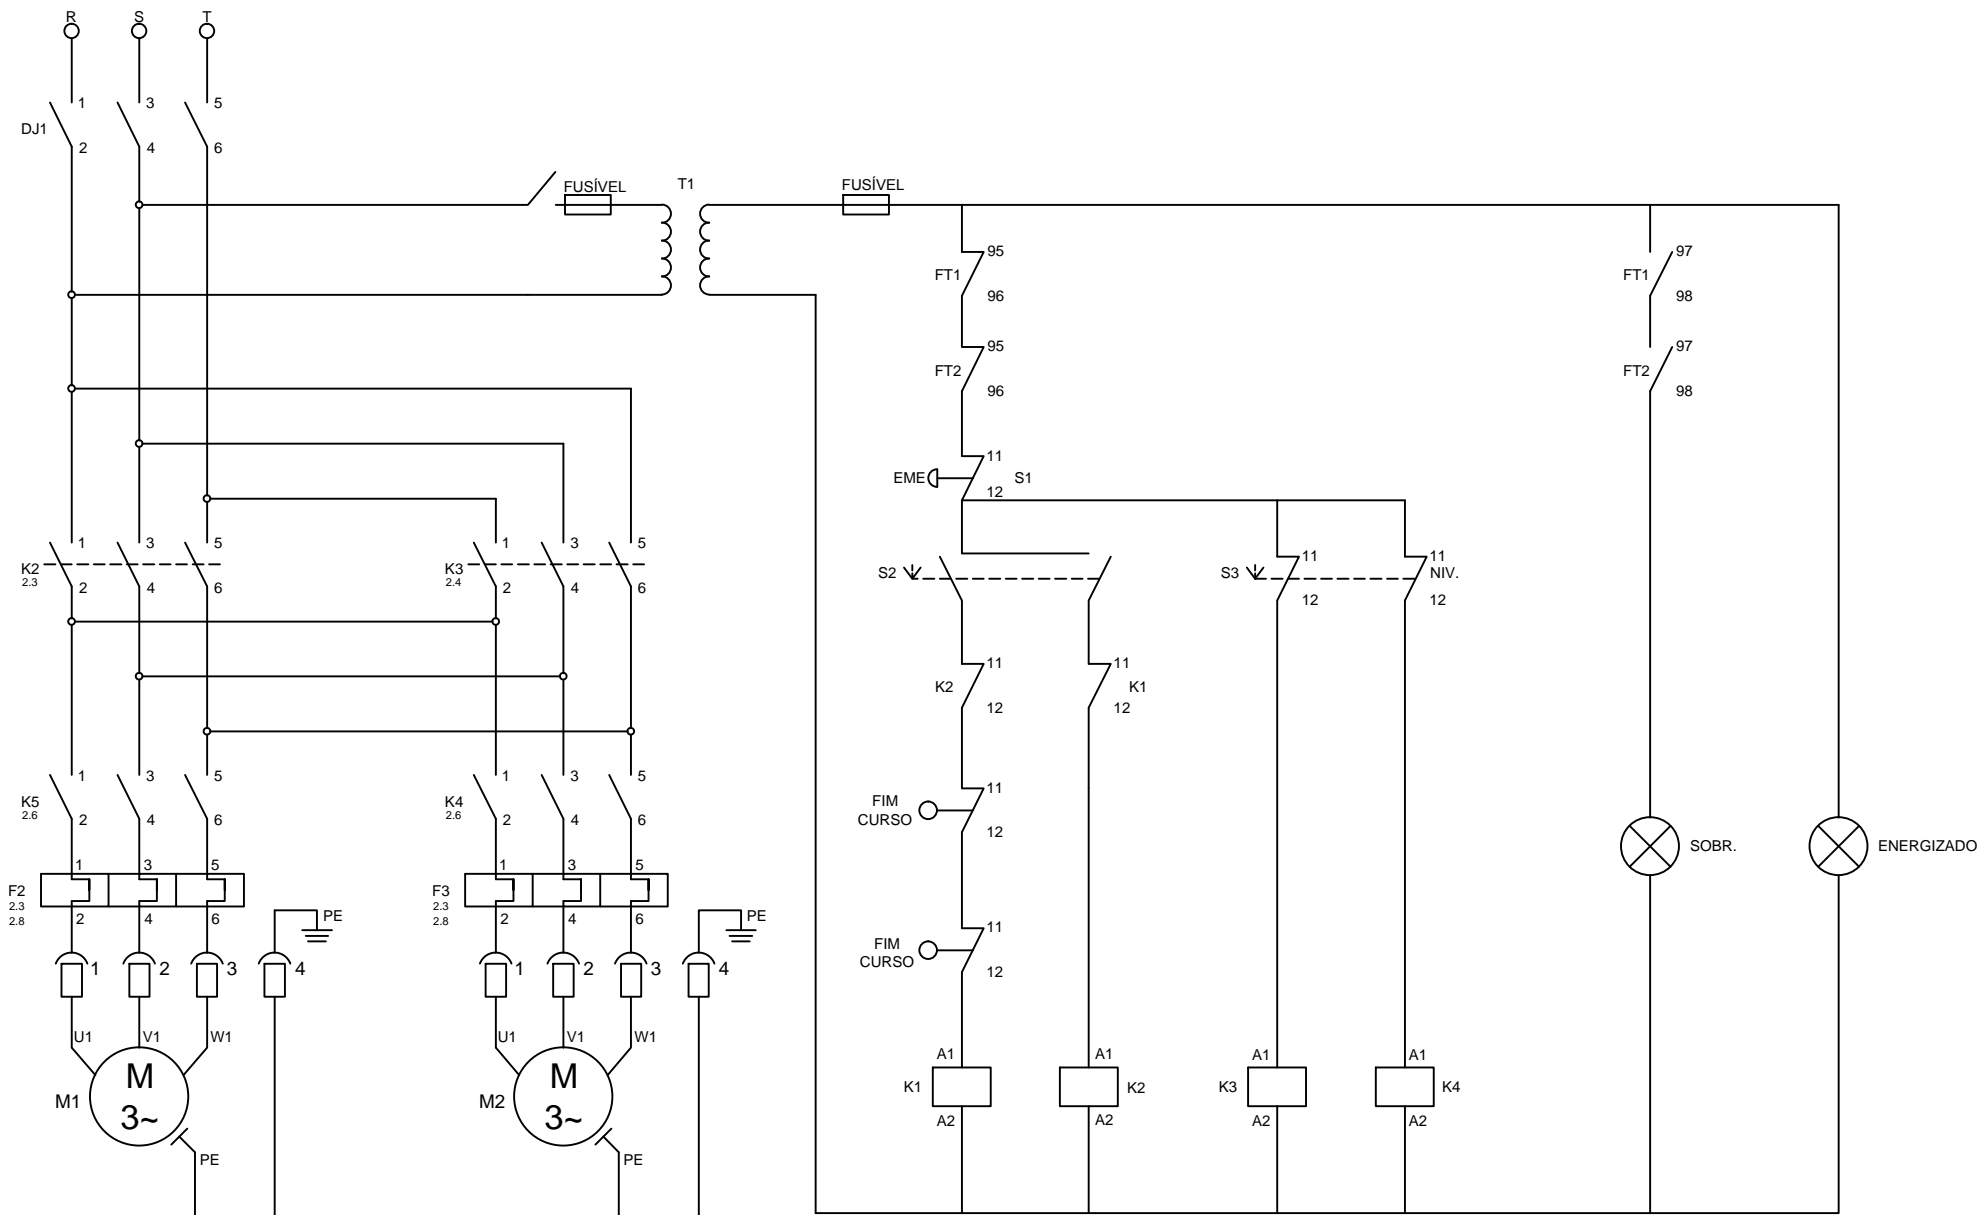 R S T
1 3 5
DJ1
2 4 6
FUSÍVEL T1 FUSÍVEL
95 97
FT1 FT1
96 98
95 97
FT2 FT2
96 98
11
EME S1
12
1 3 5 1 3 5
K2 K3
2.3 2.4
2 4 6 2 4 6
11 11
S2 S3 NIV.
12 12
11 11
K2 K1
12 12
1 3 5 1 3 5
K5 K4
2.6 2.6
2 4 6 2 4 6
11
FIM
CURSO
12
SOBR. ENERGIZADO
1 3 5 1 3 5
F2 F3
2.3 2.3
2.8 2.8
2 4 6 2 4 6
PE PE
11
FIM
CURSO
12
1 2 3 4 1 2 3 4
U1 V1 W1 U1 V1 W1
A1 A1 A1 A1
M M
K1 K2 K3 K4
M1 M2
3~ 3~
A2 A2 A2 A2
PE PE